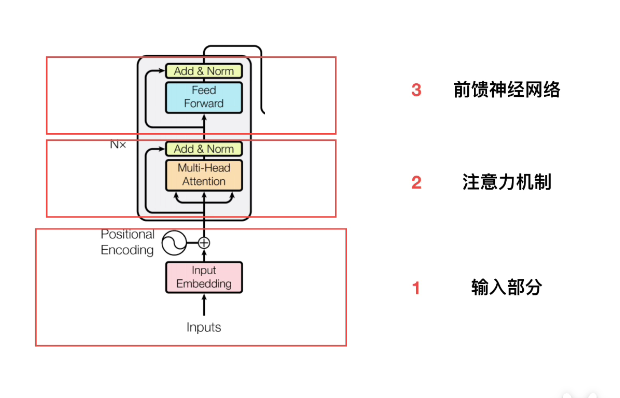 Add & Norm
Feed
Forward
3 前馈神经网络
N×
Add & Norm
Multi-Head
Attention
2 注意力机制
Positional
Encoding
Input
Embedding
1 输入部分
Inputs